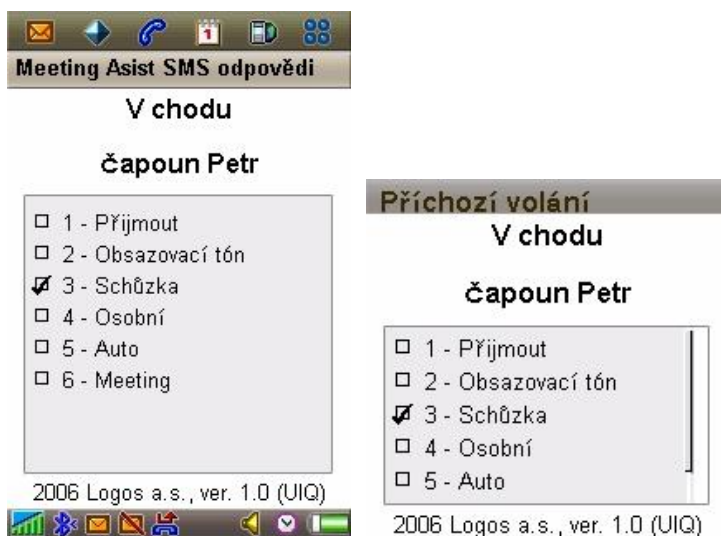 1
Meeting Asist SMS odpovědi
V chodu
čapoun Petr
1 - Přijmout
2 - Obsazovací tón
3 - Schůzka
4 - Osobní
5 - Auto
6 - Meeting
2006 Logos a.s., ver. 1.0 (UIQ)
Příchozí volání
V chodu
čapoun Petr
1 - Přijmout
2 - Obsazovací tón
3 - Schůzka
4 - Osobní
5 - Auto
2006 Logos a.s., ver. 1.0 (UIQ)